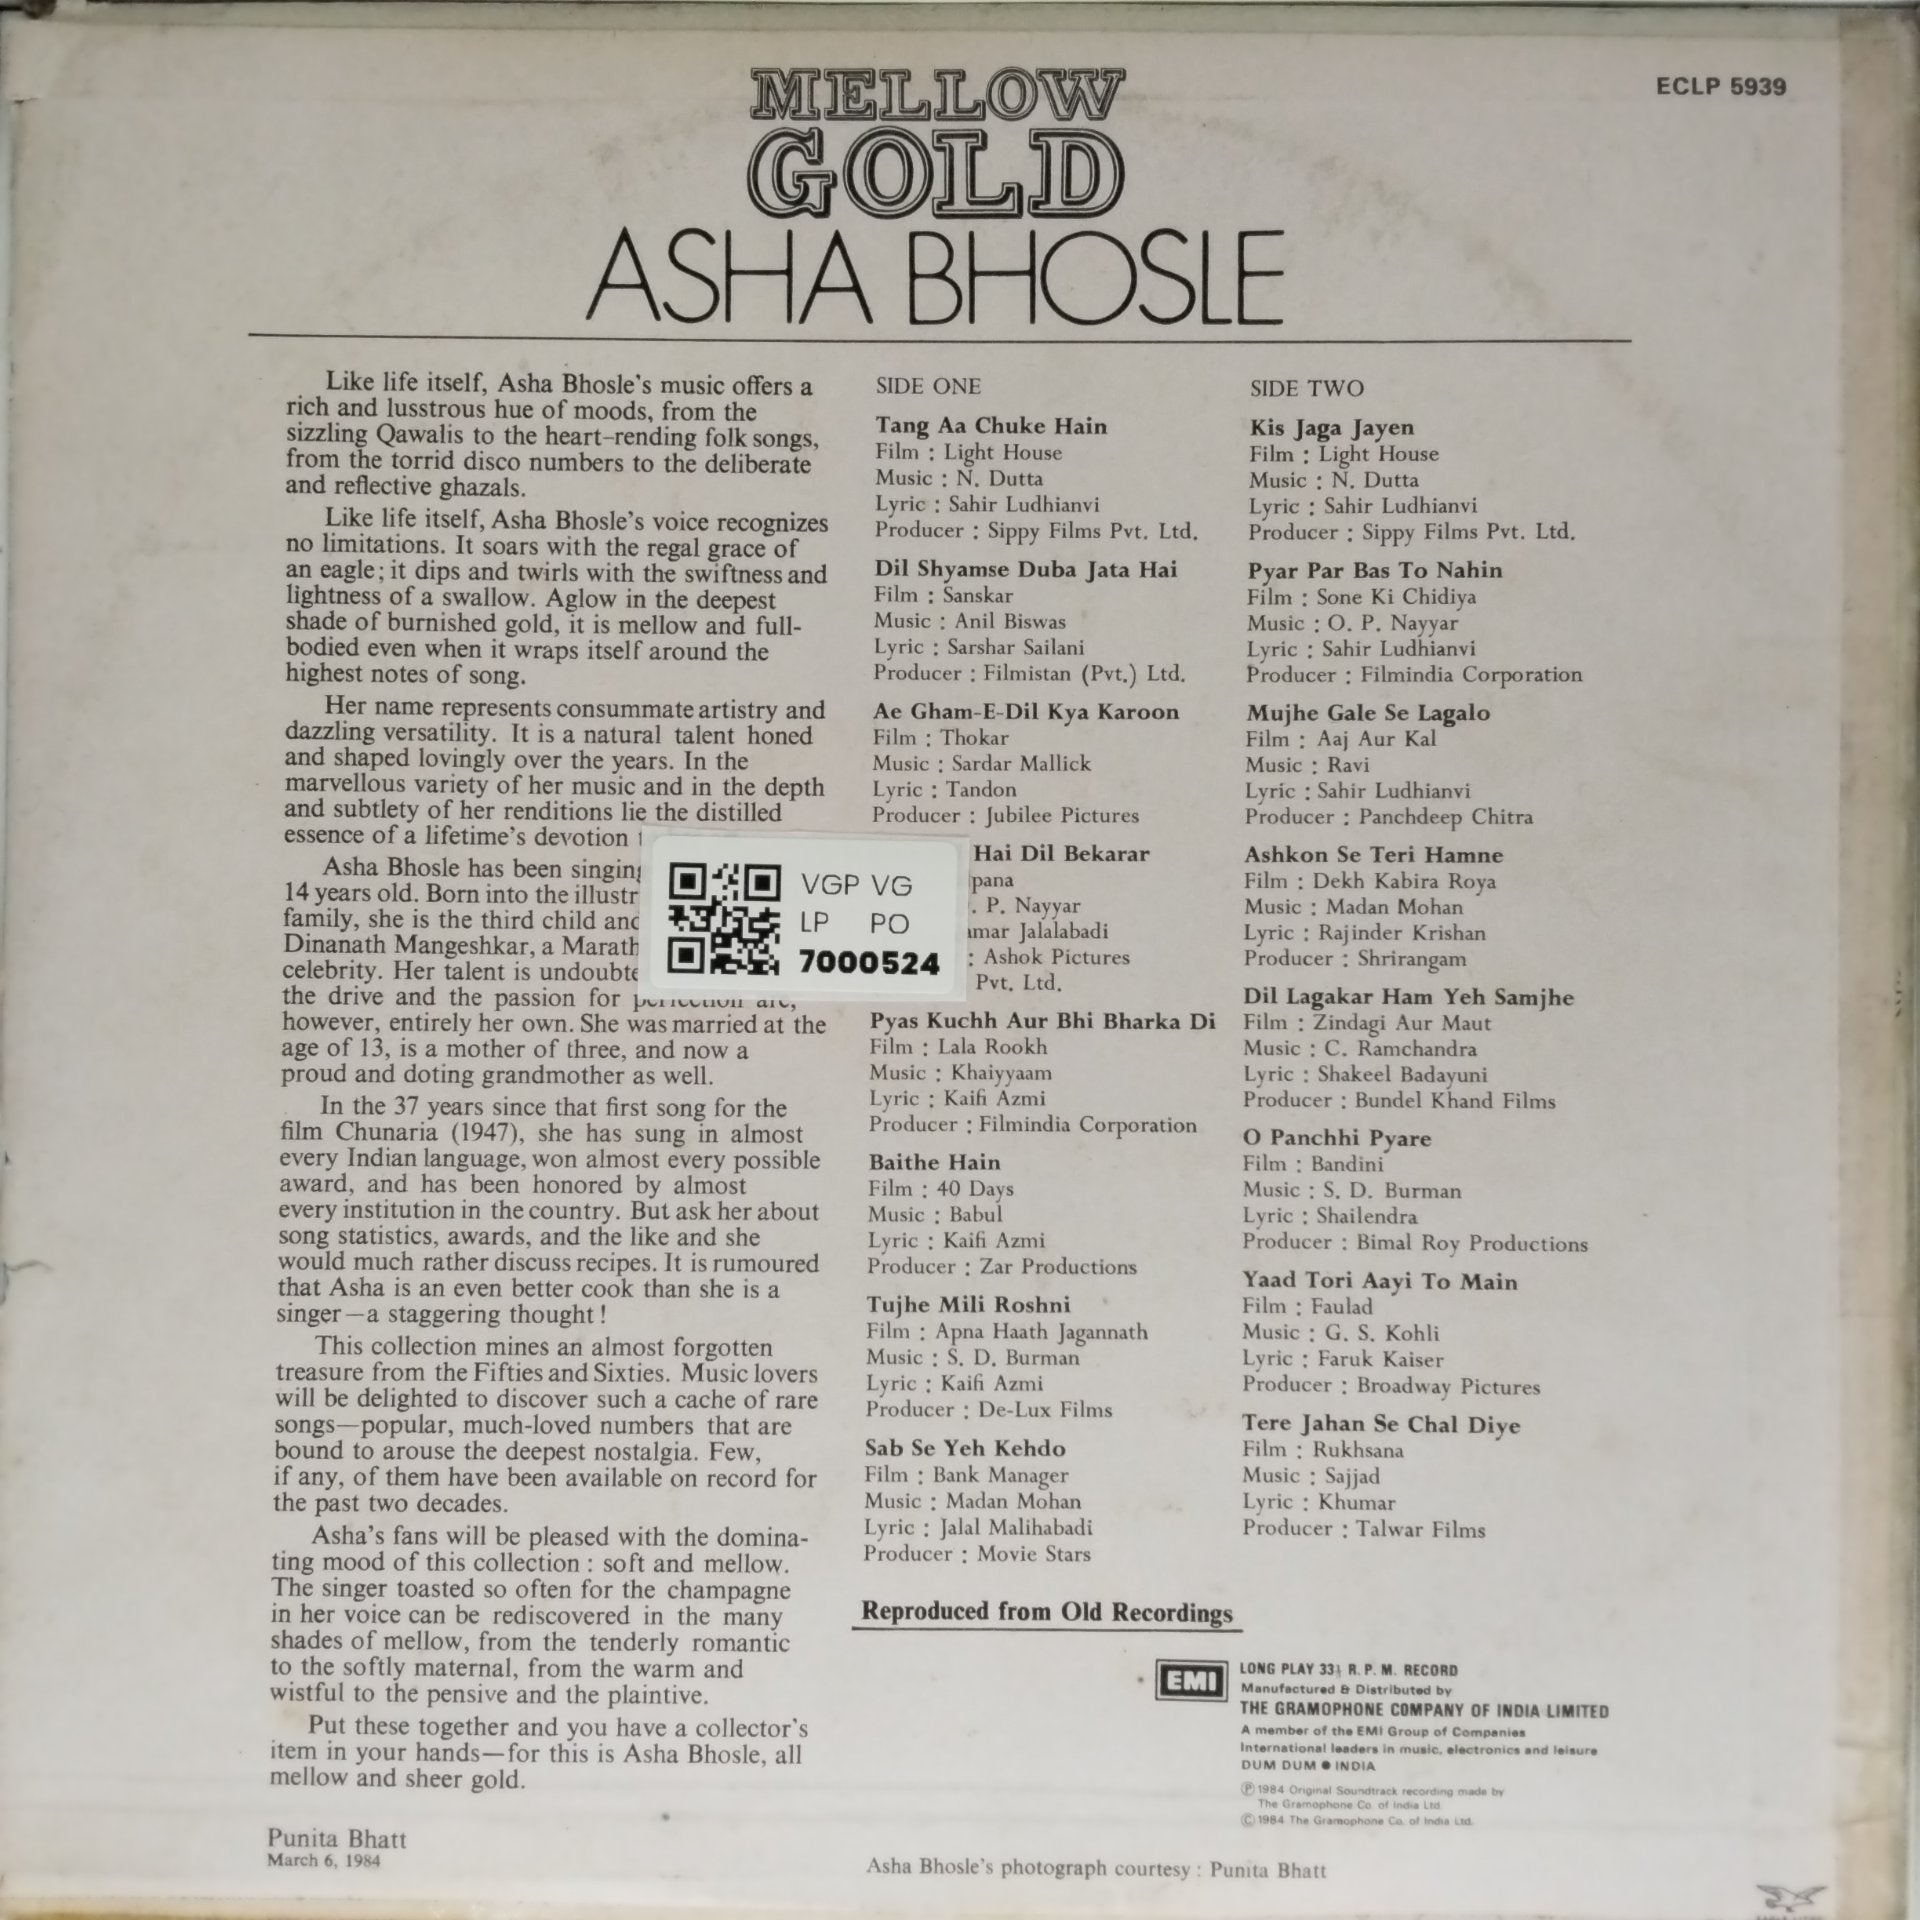 MELLOW
GOLD
ASHA BHOSLE
ECLP 5939
Like life itself, Asha Bhosle's music offers a
rich and lusstrous hue of moods, from the
sizzling Qawalis to the heart-rending folk songs,
from the torrid disco numbers to the deliberate
and reflective ghazals.
Like life itself, Asha Bhosle's voice recognizes
no limitations. It soars with the regal grace of
an eagle; it dips and twirls with the swiftness and
lightness of a swallow. Aglow in the deepest
shade of burnished gold, it is mellow and full-
bodied even when it wraps itself around the
highest notes of song.
Her name represents consummate artistry and
dazzling versatility. It is a natural talent honed
and shaped lovingly over the years. In the
marvellous variety of her music and in the depth
and subtlety of her renditions lie the distilled
essence of a lifetime's devotion
Asha Bhosle has been singing
14 years old. Born into the illustr
family, she is the third child and
Dinanath Mangeshkar, a Marath
celebrity. Her talent is undoubte
the drive and the passion for perfection are,
however, entirely her own. She was married at the
age of 13, is a mother of three, and now a
proud and doting grandmother as well.
In the 37 years since that first song for the
film Chunaria (1947), she has sung in almost
every Indian language, won almost every possible
award, and has been honored by almost
every institution in the country. But ask her about
song statistics, awards, and the like and she
would much rather discuss recipes. It is rumoured
that Asha is an even better cook than she is a
singer—a staggering thought!
This collection mines an almost forgotten
treasure from the Fifties and Sixties. Music lovers
will be delighted to discover such a cache of rare
songs—popular, much-loved numbers that are
bound to arouse the deepest nostalgia. Few,
if any, of them have been available on record for
the past two decades.
Asha's fans will be pleased with the domina-
ting mood of this collection : soft and mellow.
The singer toasted so often for the champagne
in her voice can be rediscovered in the many
shades of mellow, from the tenderly romantic
to the softly maternal, from the warm and
wistful to the pensive and the plaintive.
Put these together and you have a collector's
item in your hands—for this is Asha Bhosle, all
mellow and sheer gold.
Punita Bhatt
March 6, 1984
VGP VG
LP PO
7000524
SIDE ONE
Tang Aa Chuke Hain
Film : Light House
Music : N. Dutta
Lyric : Sahir Ludhianvi
Producer : Sippy Films Pvt. Ltd.
Dil Shyamse Duba Jata Hai
Film : Sanskar
Music : Anil Biswas
Lyric : Sarshar Sailani
Producer : Filmistan (Pvt.) Ltd.
Ae Gham-E-Dil Kya Karoon
Film : Thokar
Music : Sardar Mallick
Lyric : Tandon
Producer : Jubilee Pictures
Hai Dil Bekarar
pana
. P. Nayyar
mar Jalalabadi
: Ashok Pictures
Pvt. Ltd.
Pyas Kuchh Aur Bhi Bharka Di
Film : Lala Rookh
Music : Khaiyyaam
Lyric : Kaifi Azmi
Producer : Filmindia Corporation
Baithe Hain
Film : 40 Days
Music : Babul
Lyric : Kaifi Azmi
Producer : Zar Productions
Tujhe Mili Roshni
Film : Apna Haath Jagannath
Music : S. D. Burman
Lyric : Kaifi Azmi
Producer : De-Lux Films
Sab Se Yeh Kehdo
Film : Bank Manager
Music : Madan Mohan
Lyric : Jalal Malihabadi
Producer : Movie Stars
SIDE TWO
Kis Jaga Jayen
Film : Light House
Music : N. Dutta
Lyric : Sahir Ludhianvi
Producer : Sippy Films Pvt. Ltd.
Pyar Par Bas To Nahin
Film : Sone Ki Chidiya
Music : O. P. Nayyar
Lyric : Sahir Ludhianvi
Producer : Filmindia Corporation
Mujhe Gale Se Lagalo
Film : Aaj Aur Kal
Music : Ravi
Lyric : Sahir Ludhianvi
Producer : Panchdeep Chitra
Ashkon Se Teri Hamne
Film : Dekh Kabira Roya
Music : Madan Mohan
Lyric : Rajinder Krishan
Producer : Shrirangam
Dil Lagakar Ham Yeh Samjhe
Film : Zindagi Aur Maut
Music : C. Ramchandra
Lyric : Shakeel Badayuni
Producer : Bundel Khand Films
O Panchhi Pyare
Film : Bandini
Music : S. D. Burman
Lyric : Shailendra
Producer : Bimal Roy Productions
Yaad Tori Aayi To Main
Film : Faulad
Music : G. S. Kohli
Lyric : Faruk Kaiser
Producer : Broadway Pictures
Tere Jahan Se Chal Diye
Film : Rukhsana
Music : Sajjad
Lyric : Khumar
Producer : Talwar Films
Reproduced from Old Recordings
EMI
LONG PLAY 33⅓ R. P. M. RECORD
Manufactured & Distributed by
THE GRAMOPHONE COMPANY OF INDIA LIMITED
A member of the EMI Group of Companies
International leaders in music, electronics and leisure
DUM DUM ● INDIA
Ⓟ 1984 Original Soundtrack recording made by
The Gramophone Co. of India Ltd.
© 1984 The Gramophone Co. of India Ltd.
Asha Bhosle's photograph courtesy : Punita Bhatt